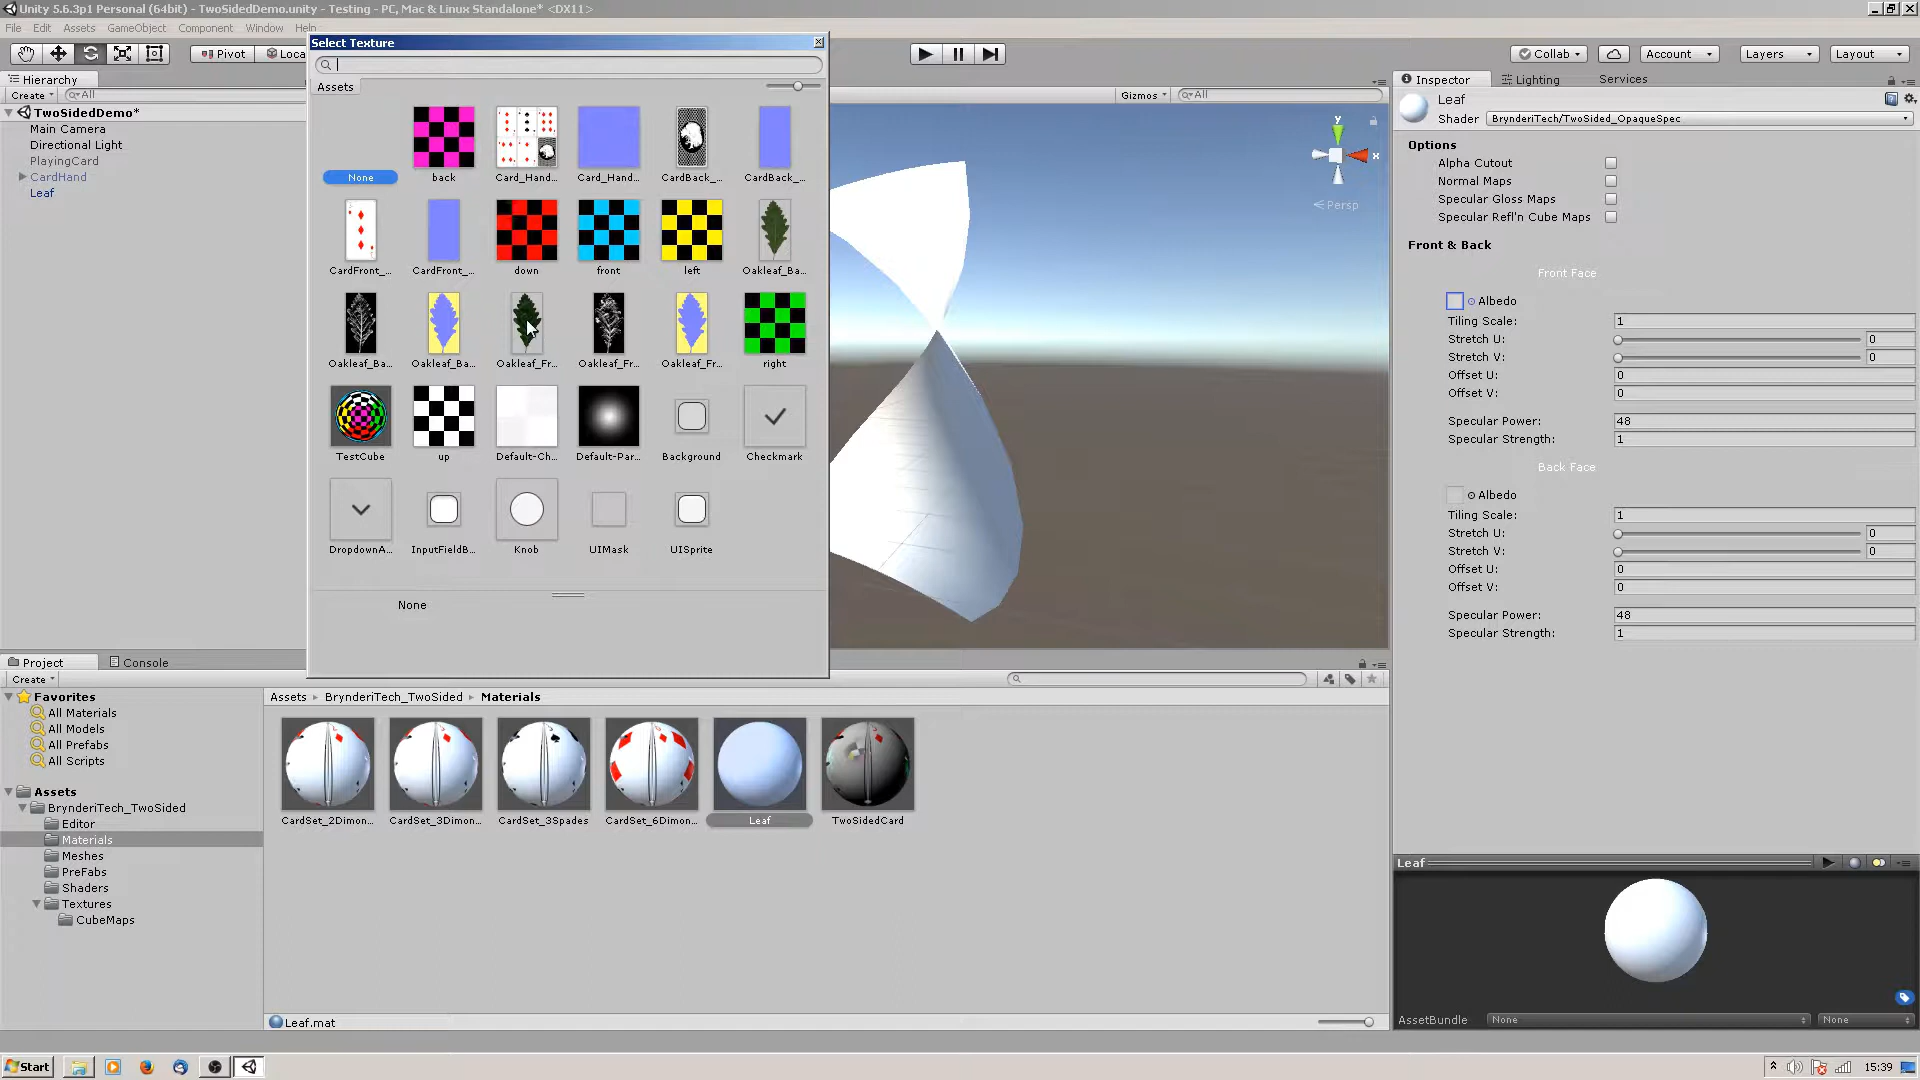 Unity 5.6.3p1 Personal (64bit) - TwoSidedDemo.unity - Testing - PC, Mac & Linux Standalone* <DX11>
File Edit Assets GameObject Component Window Help
Pivot Loca
Collab Account Layers Layout
Select Texture
Assets
None
back
Card_Hand...
Card_Hand...
CardBack_...
CardBack_...
CardFront_...
CardFront_...
down
front
left
Oakleaf_Ba...
Oakleaf_Ba...
Oakleaf_Ba...
Oakleaf_Fr...
Oakleaf_Fr...
Oakleaf_Fr...
right
TestCube
up
Default-Ch...
Default-Par...
Background
Checkmark
DropdownA...
InputFieldB...
Knob
UIMask
UISprite
None
Hierarchy
Create All
TwoSidedDemo*
Main Camera
Directional Light
PlayingCard
CardHand
Leaf
Gizmos All
y
x
Persp
Inspector Lighting Services
Leaf
Shader BrynderiTech/TwoSided_OpaqueSpec
Options
Alpha Cutout
Normal Maps
Specular Gloss Maps
Specular Refl'n Cube Maps
Front & Back
Front Face
Albedo
Tiling Scale: 1
Stretch U: 0
Stretch V: 0
Offset U: 0
Offset V: 0
Specular Power: 48
Specular Strength: 1
Back Face
Albedo
Tiling Scale: 1
Stretch U: 0
Stretch V: 0
Offset U: 0
Offset V: 0
Specular Power: 48
Specular Strength: 1
Leaf
AssetBundle None None
Project Console
Create
Favorites
All Materials
All Models
All Prefabs
All Scripts
Assets
BrynderiTech_TwoSided
Editor
Materials
Meshes
PreFabs
Shaders
Textures
CubeMaps
Assets BrynderiTech_TwoSided Materials
CardSet_2Dimon...
CardSet_3Dimon...
CardSet_3Spades
CardSet_6Dimon...
Leaf
TwoSidedCard
Leaf.mat
Start
15:39